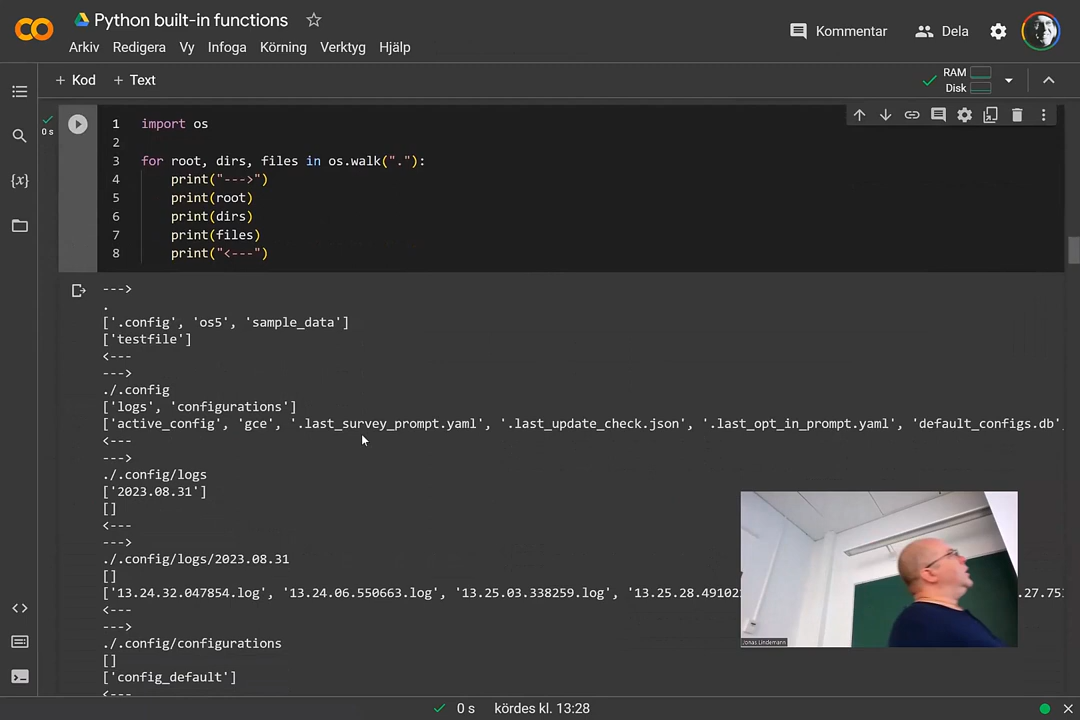 Python built-in functions
Arkiv Redigera Vy Infoga Körning Verktyg Hjälp
Kommentar Dela
+ Kod + Text
RAM
Disk
0 s
1 import os
2
3 for root, dirs, files in os.walk("."):
4 print("--->")
5 print(root)
6 print(dirs)
7 print(files)
8 print("<---")
--->
.
['.config', 'os5', 'sample_data']
['testfile']
<---
--->
./.config
['logs', 'configurations']
['active_config', 'gce', '.last_survey_prompt.yaml', '.last_update_check.json', '.last_opt_in_prompt.yaml', 'default_configs.db',
<---
--->
./.config/logs
['2023.08.31']
[]
<---
--->
./.config/logs/2023.08.31
[]
['13.24.32.047854.log', '13.24.06.550663.log', '13.25.03.338259.log', '13.25.28.49102 .27.75
<---
--->
./.config/configurations
[]
['config_default']
<---
Jonas Lindemann
0 s kördes kl. 13:28